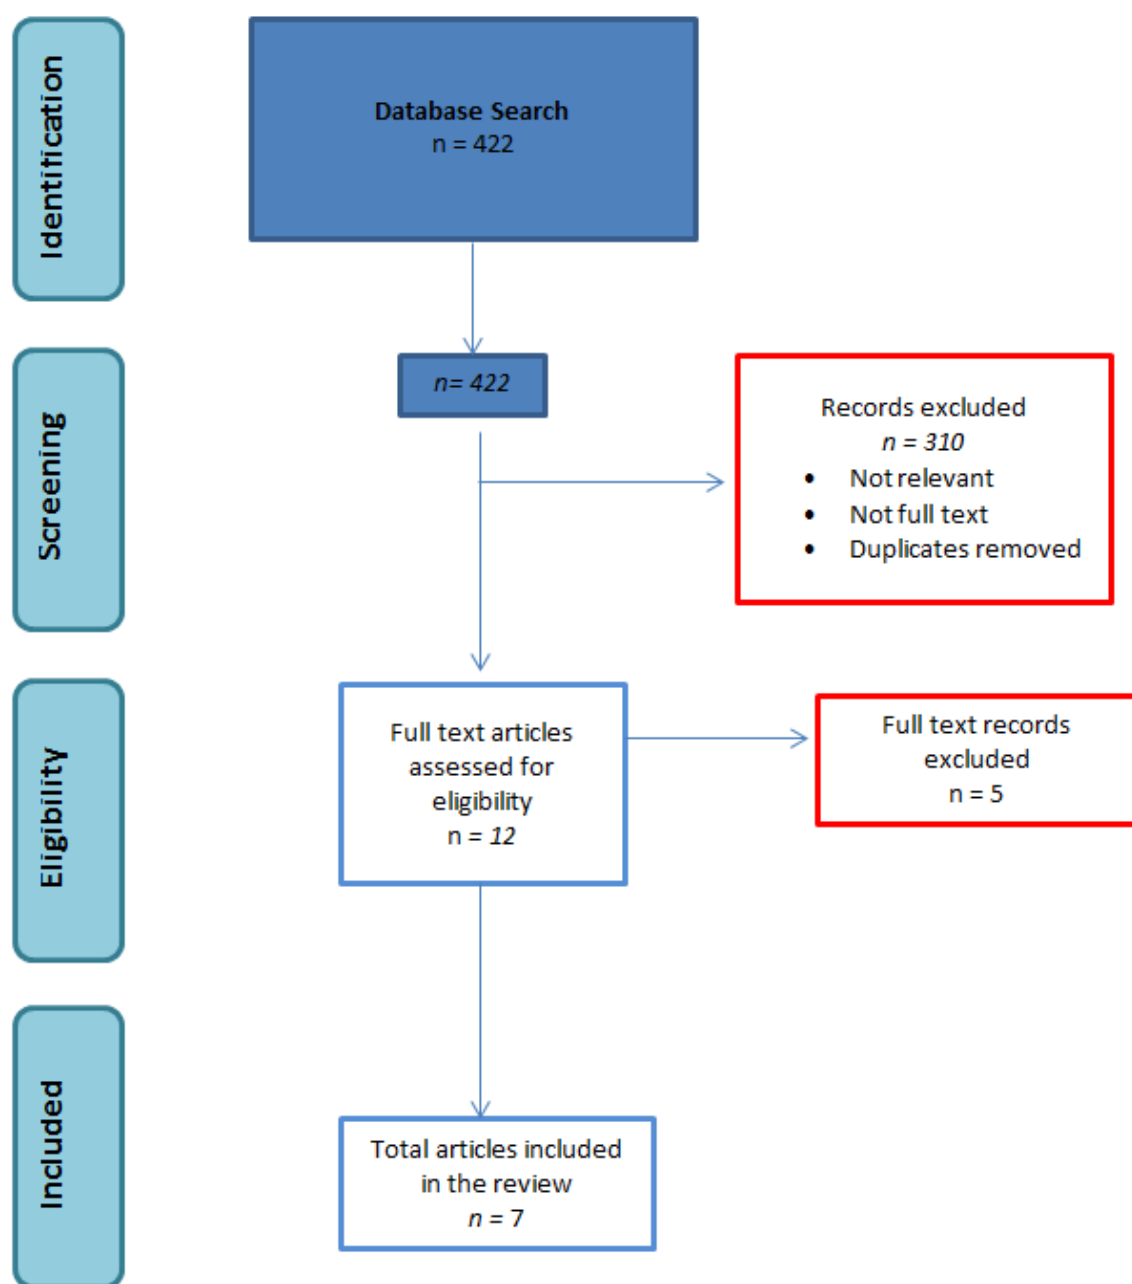 Identification
Database Search
n = 422
Screening
n= 422
Records excluded
n = 310
• Not relevant
• Not full text
• Duplicates removed
Eligibility
Full text articles
assessed for
eligibility
n = 12
Full text records
excluded
n = 5
Included
Total articles included
in the review
n = 7